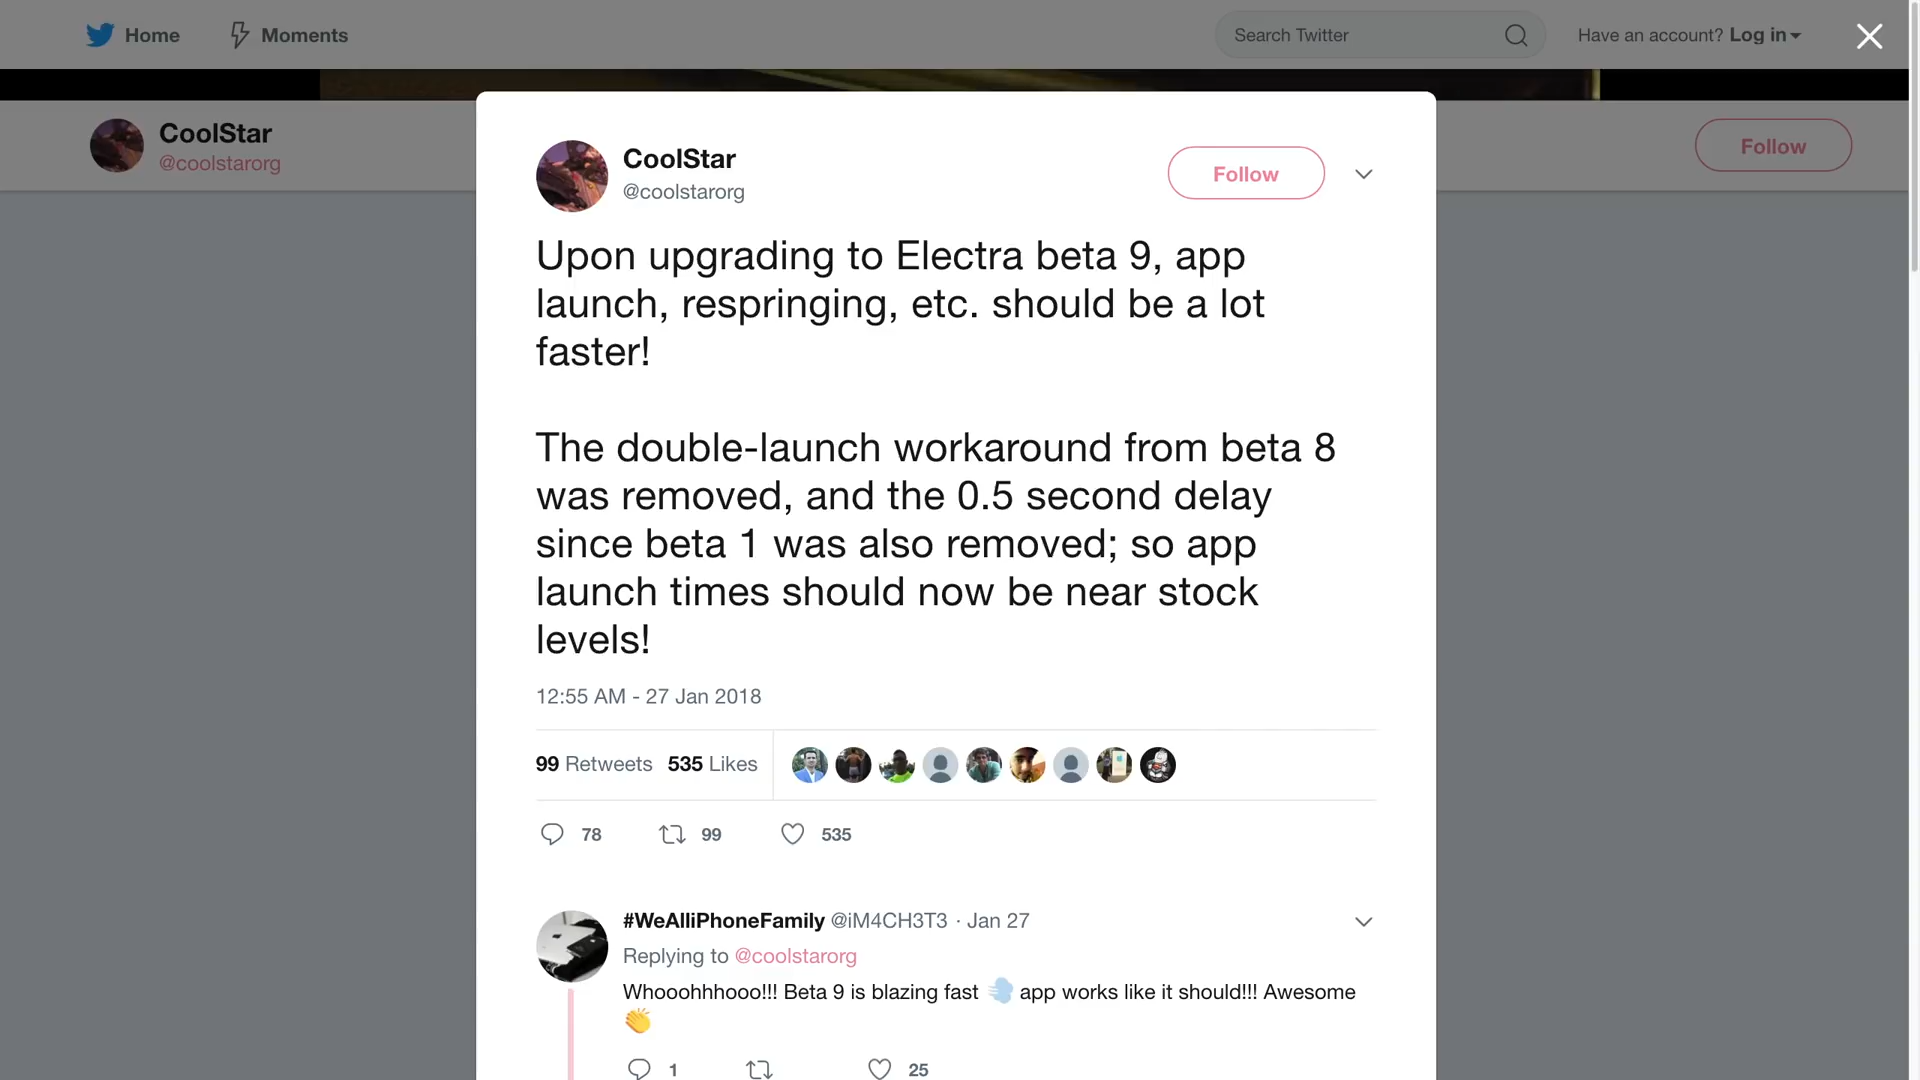 Home
Moments
Search Twitter
Have an account? Log in
CoolStar
@coolstarorg
Follow
CoolStar
@coolstarorg
Follow
Upon upgrading to Electra beta 9, app
launch, respringing, etc. should be a lot
faster!
The double-launch workaround from beta 8
was removed, and the 0.5 second delay
since beta 1 was also removed; so app
launch times should now be near stock
levels!
12:55 AM - 27 Jan 2018
99 Retweets 535 Likes
78 99 535
#WeAlliPhoneFamily @iM4CH3T3 · Jan 27
Replying to @coolstarorg
Whooohhhooo!!! Beta 9 is blazing fast 💨 app works like it should!!! Awesome
👏
1 25